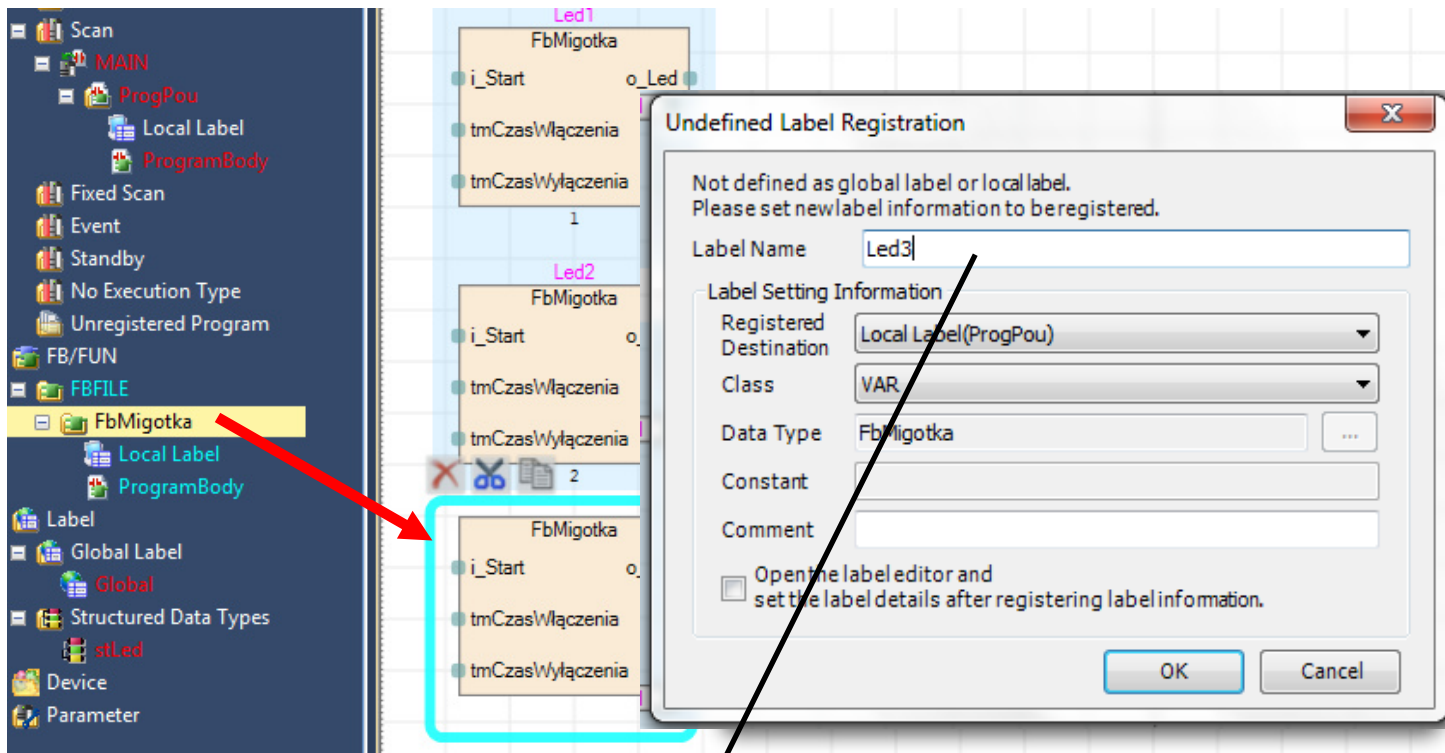 Scan
MAIN
ProgPou
Local Label
ProgramBody
Fixed Scan
Event
Standby
No Execution Type
Unregistered Program
FB/FUN
FBFILE
FbMigotka
Local Label
ProgramBody
Label
Global Label
Global
Structured Data Types
stLed
Device
Parameter
Led1
FbMigotka
i_Start o_Led
tmCzasWłączenia
tmCzasWyłączenia
1
Led2
FbMigotka
i_Start o_
tmCzasWłączenia
tmCzasWyłączenia
2
FbMigotka
i_Start o_
tmCzasWłączenia
tmCzasWyłączenia
Undefined Label Registration
Not defined as global label or local label.
Please set new label information to be registered.
Label Name Led3
Label Setting Information
Registered
Destination Local Label(ProgPou)
Class VAR
Data Type FbMigotka ...
Constant
Comment
Open the label editor and
set the label details after registering label information.
OK Cancel